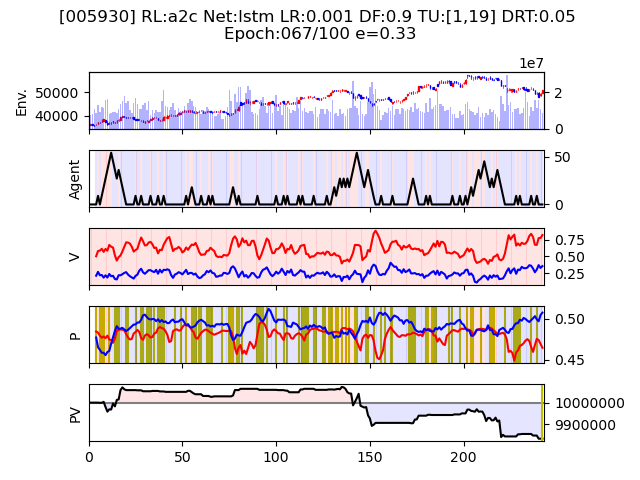 [005930] RL:a2c Net:lstm LR:0.001 DF:0.9 TU:[1,19] DRT:0.05
Epoch:067/100 e=0.33
1e7
Env.
50000
40000
2
0
Agent
50
0
V
0.75
0.50
0.25
P
0.50
0.45
PV
10000000
9900000
0
50
100
150
200